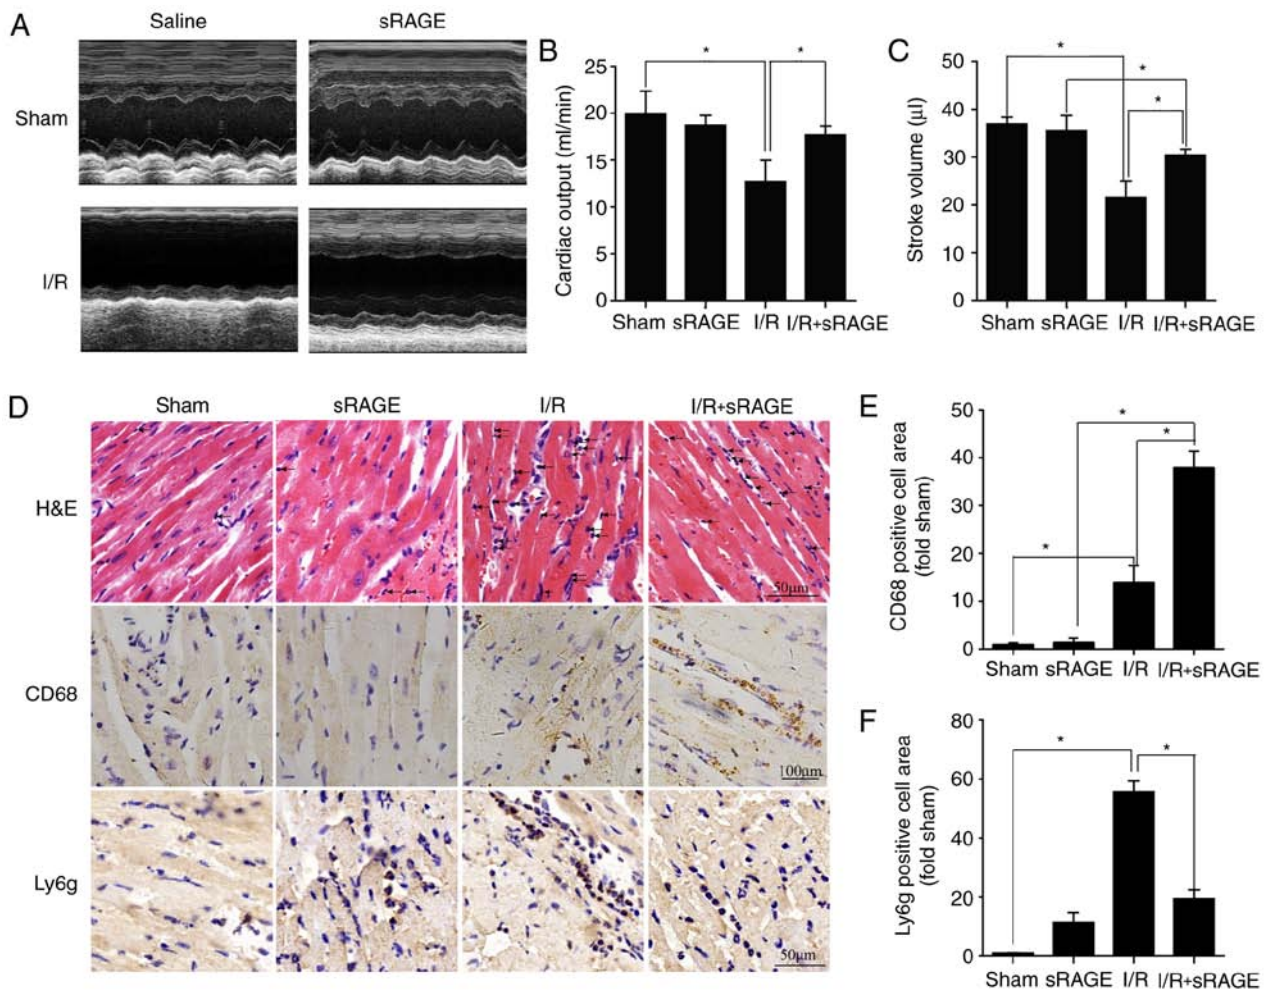 A
Saline
sRAGE
Sham
I/R
B
Cardiac output (ml/min)
25
20
15
10
5
0
*
*
Sham sRAGE I/R I/R+sRAGE
C
Stroke volume (µl)
50
40
30
20
10
0
*
*
*
Sham sRAGE I/R I/R+sRAGE
D
Sham
sRAGE
I/R
I/R+sRAGE
H&E
50µm
CD68
100µm
Ly6g
50µm
E
CD68 positive cell area
(fold sham)
50
40
30
20
10
0
*
*
*
Sham sRAGE I/R I/R+sRAGE
F
Ly6g positive cell area
(fold sham)
80
60
40
20
0
*
*
Sham sRAGE I/R I/R+sRAGE